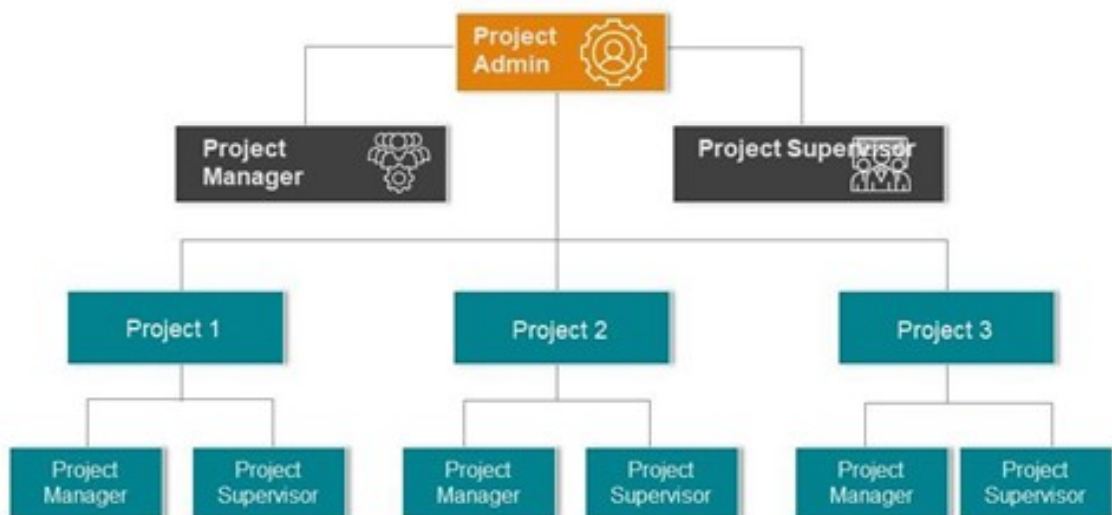 Project
Admin
Project
Manager
Project Supervisor
Project 1
Project 2
Project 3
Project
Manager
Project
Supervisor
Project
Manager
Project
Supervisor
Project
Manager
Project
Supervisor